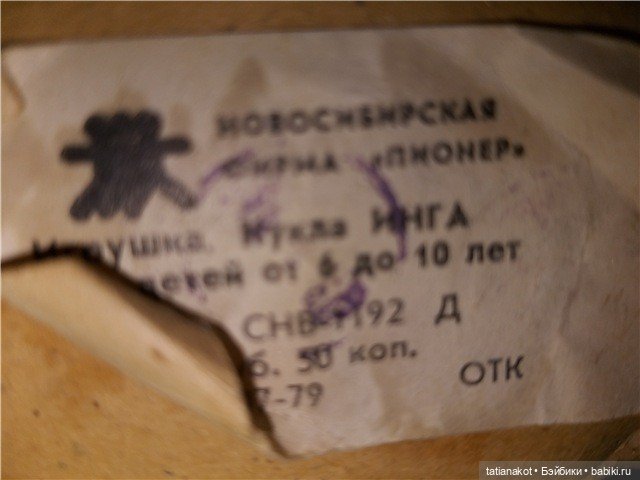 НОВОСИБИРСКАЯ
ФИРМА «ПИОНЕР»
Игрушка. Кукла ИНГА
детей от 6 до 10 лет
СНВ-1192 Д
б. 50 коп.
ОТК
-79
tatianakot • Бэйбики • babiki.ru